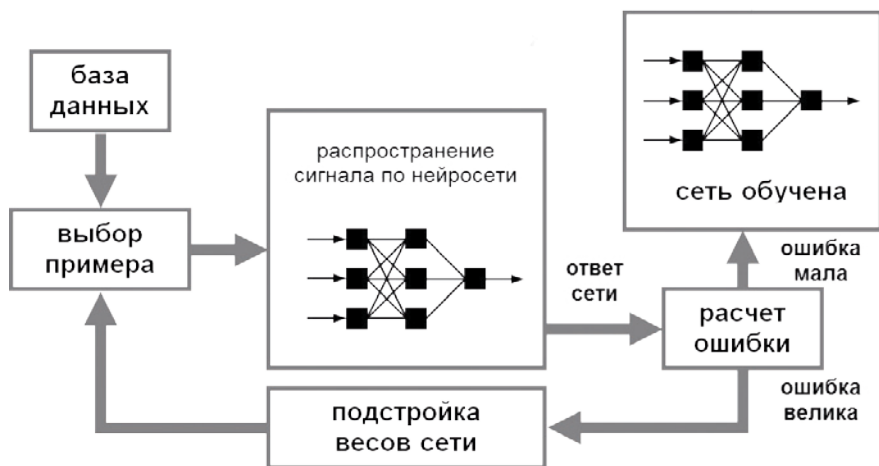 база
данных
выбор
примера
распространение
сигнала по нейросети
ответ
сети
сеть обучена
ошибка
мала
расчет
ошибки
ошибка
велика
подстройка
весов сети